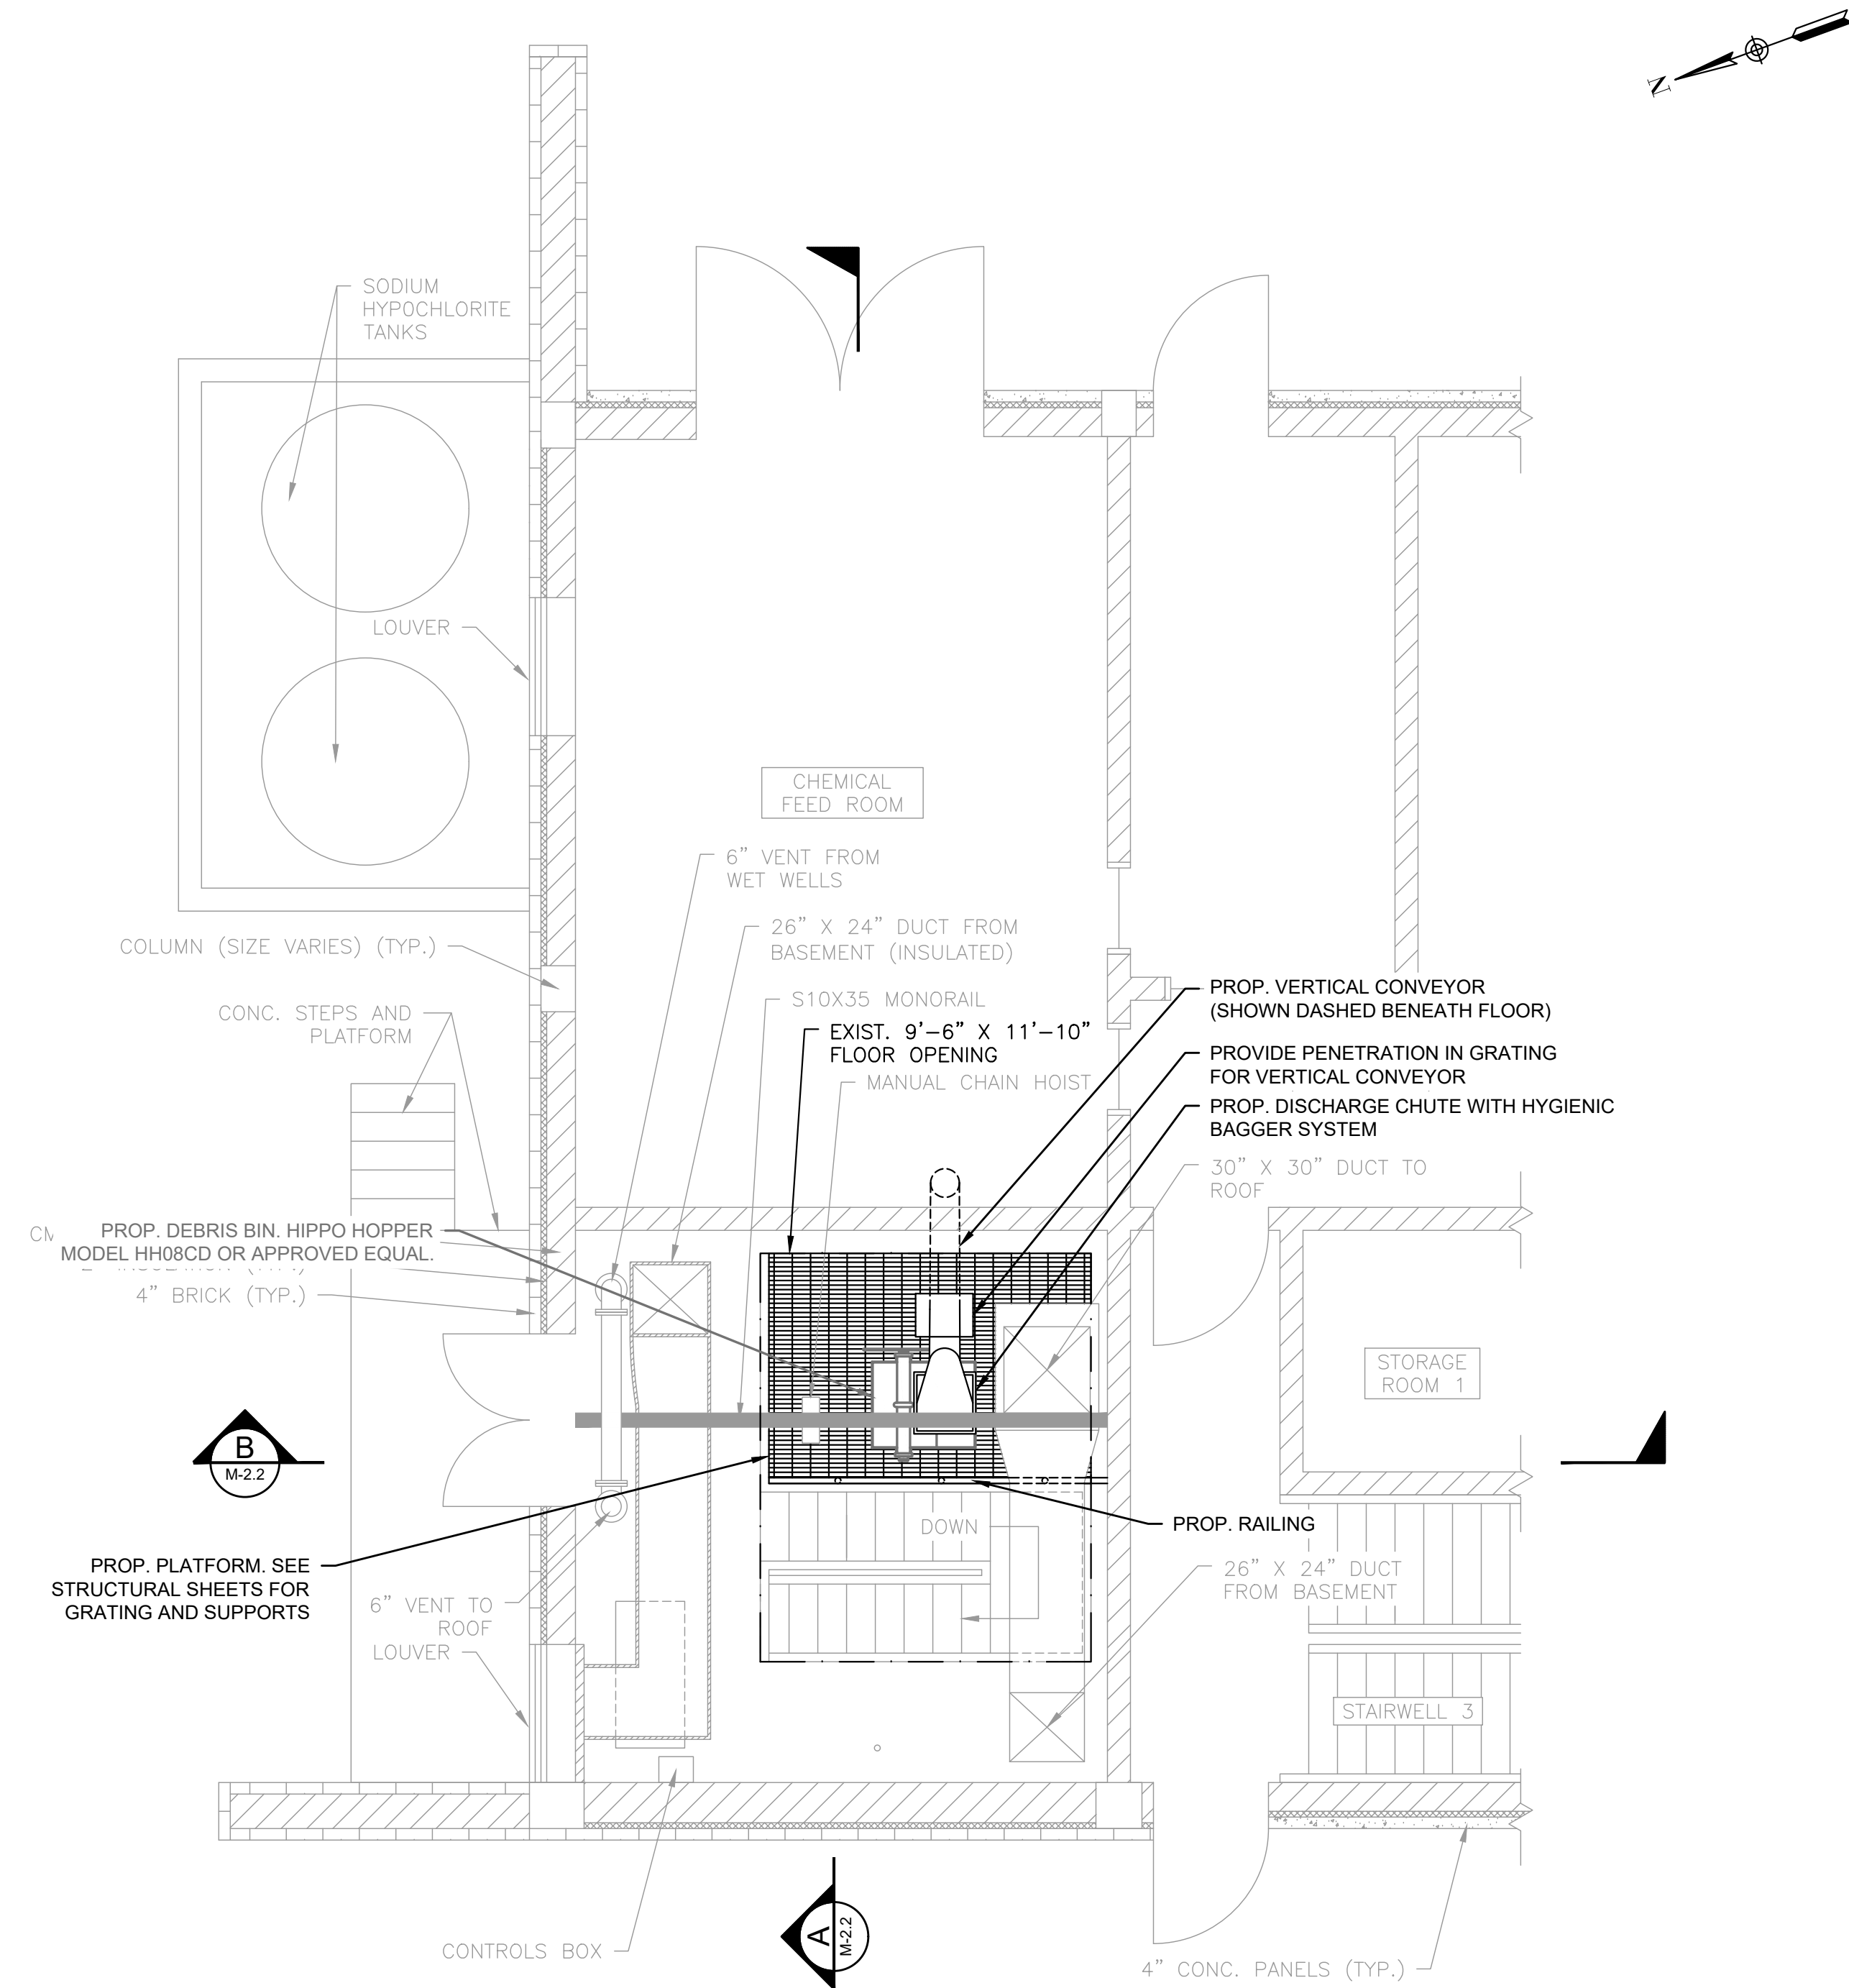 N
SODIUM
HYPOCHLORITE
TANKS
LOUVER
CHEMICAL
FEED ROOM
6" VENT FROM
WET WELLS
26" X 24" DUCT FROM
BASEMENT (INSULATED)
COLUMN (SIZE VARIES) (TYP.)
S10X35 MONORAIL
PROP. VERTICAL CONVEYOR
(SHOWN DASHED BENEATH FLOOR)
CONC. STEPS AND
PLATFORM
EXIST. 9'-6" X 11'-10"
FLOOR OPENING
MANUAL CHAIN HOIST
PROVIDE PENETRATION IN GRATING
FOR VERTICAL CONVEYOR
PROP. DISCHARGE CHUTE WITH HYGIENIC
BAGGER SYSTEM
30" X 30" DUCT TO
ROOF
PROP. DEBRIS BIN. HIPPO HOPPER
MODEL HH08CD OR APPROVED EQUAL.
4" BRICK (TYP.)
STORAGE
ROOM 1
B
M-2.2
DOWN
PROP. RAILING
PROP. PLATFORM. SEE
STRUCTURAL SHEETS FOR
GRATING AND SUPPORTS
26" X 24" DUCT
FROM BASEMENT
6" VENT TO
ROOF
LOUVER
STAIRWELL 3
A
M-2.2
CONTROLS BOX
4" CONC. PANELS (TYP.)